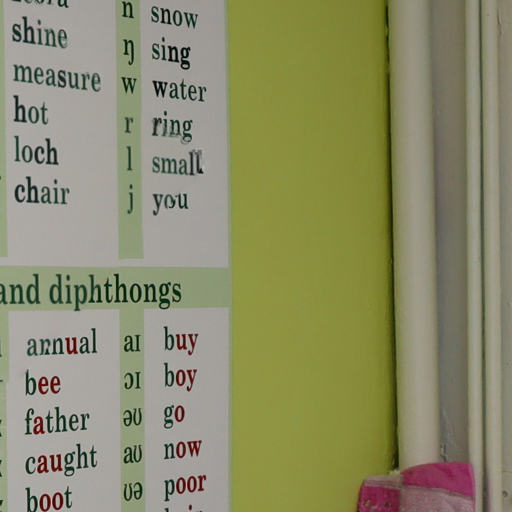 n snow
shine ŋ sing
measure w water
hot r ring
loch l small
chair j you
and diphthongs
annual aɪ buy
bee ɔɪ boy
father əʊ go
caught aʊ now
boot ʊə poor